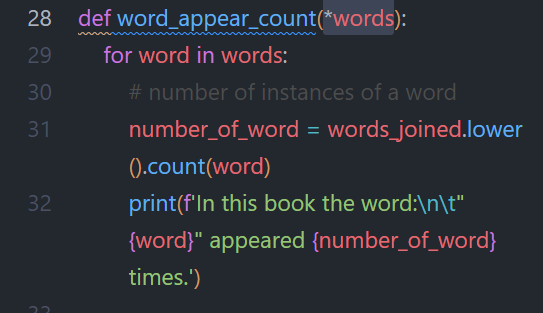 28 def word_appear_count(*words):
29 for word in words:
30 # number of instances of a word
31 number_of_word = words_joined.lower
().count(word)
32 print(f'In this book the word:\n\t"
{word}" appeared {number_of_word}
times.')